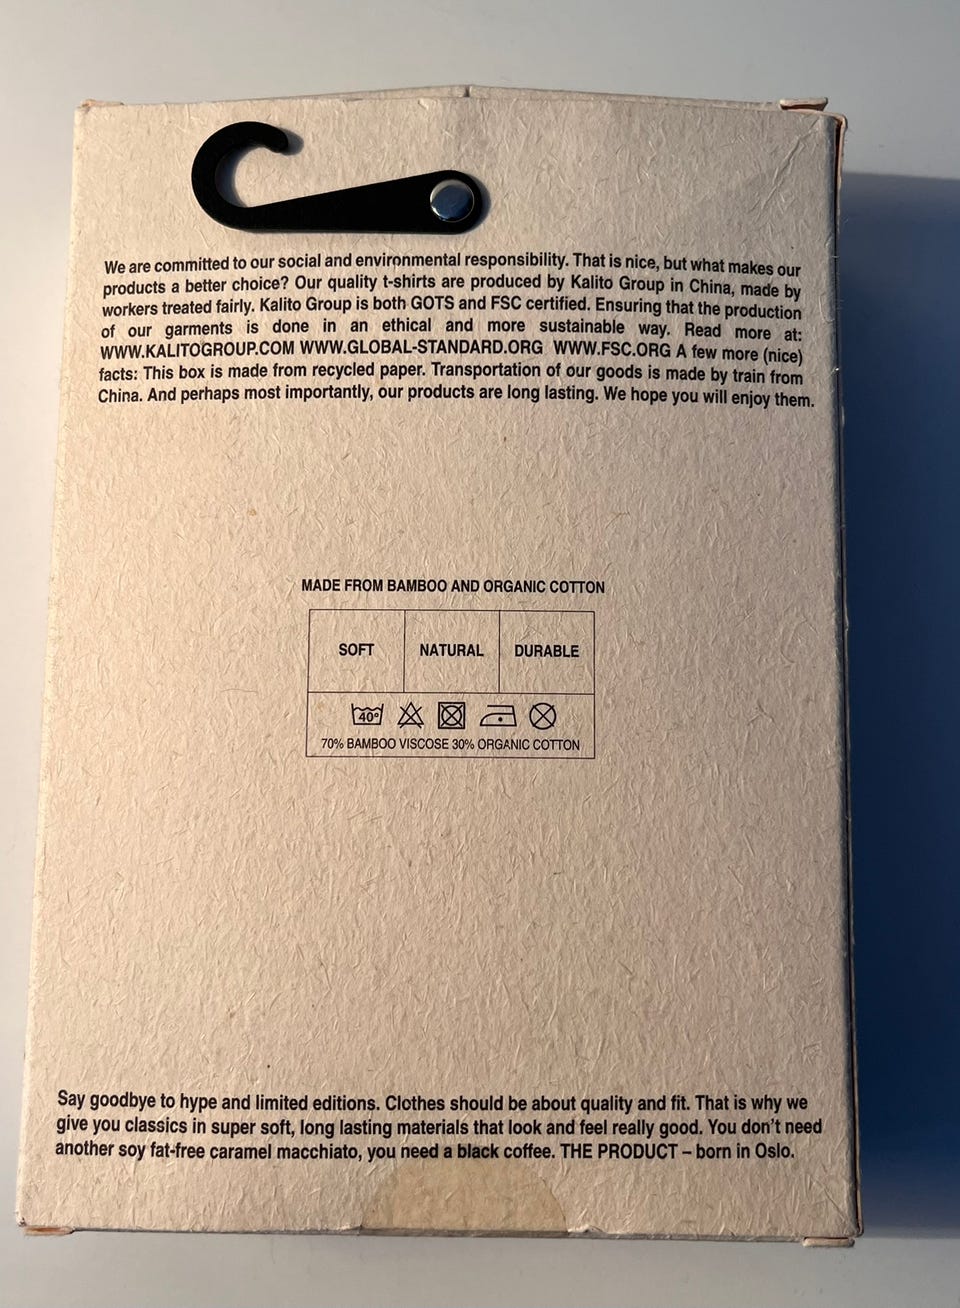 We are committed to our social and environmental responsibility. That is nice, but what makes our
products a better choice? Our quality t-shirts are produced by Kalito Group in China, made by
workers treated fairly. Kalito Group is both GOTS and FSC certified. Ensuring that the production
of our garments is done in an ethical and more sustainable way. Read more at:
WWW.KALITOGROUP.COM WWW.GLOBAL-STANDARD.ORG WWW.FSC.ORG A few more (nice)
facts: This box is made from recycled paper. Transportation of our goods is made by train from
China. And perhaps most importantly, our products are long lasting. We hope you will enjoy them.
MADE FROM BAMBOO AND ORGANIC COTTON
SOFT NATURAL DURABLE
40°
70% BAMBOO VISCOSE 30% ORGANIC COTTON
Say goodbye to hype and limited editions. Clothes should be about quality and fit. That is why we
give you classics in super soft, long lasting materials that look and feel really good. You don't need
another soy fat-free caramel macchiato, you need a black coffee. THE PRODUCT – born in Oslo.